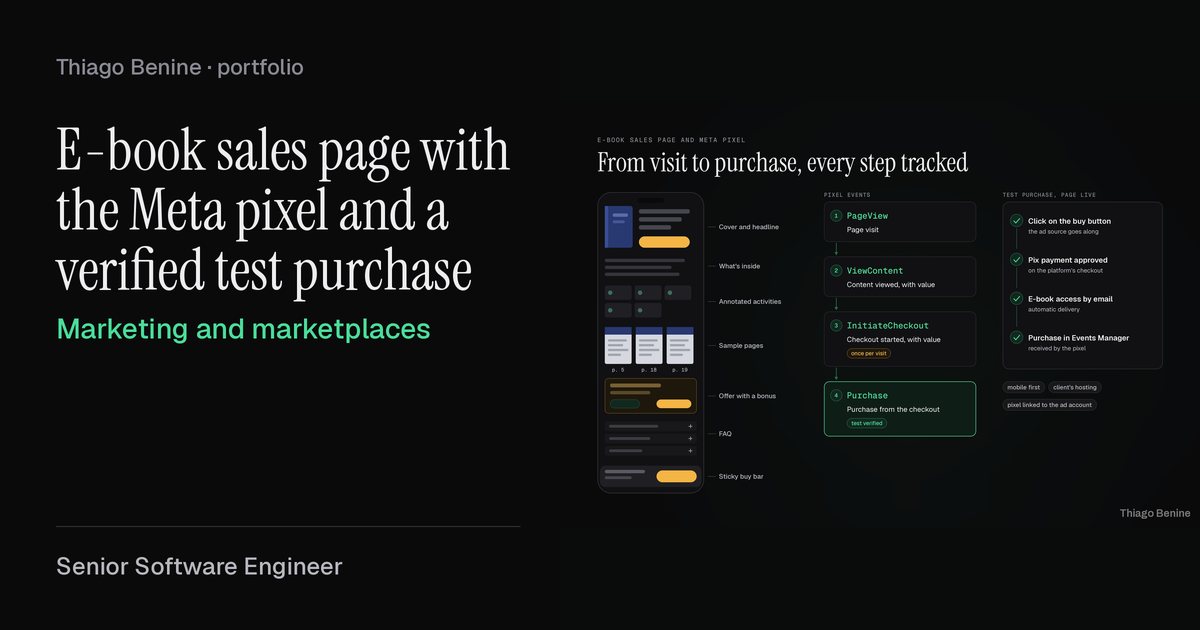 Thiago Benine · portfolio
E-book sales page with
the Meta pixel and a
verified test purchase
Marketing and marketplaces
Senior Software Engineer
E-BOOK SALES PAGE AND META PIXEL
From visit to purchase, every step tracked
Cover and headline
What's inside
Annotated activities
Sample pages
p. 5 p. 18 p. 19
Offer with a bonus
FAQ
Sticky buy bar
PIXEL EVENTS
1 PageView
Page visit
2 ViewContent
Content viewed, with value
3 InitiateCheckout
Checkout started, with value
once per visit
4 Purchase
Purchase from the checkout
test verified
TEST PURCHASE, PAGE LIVE
Click on the buy button
the ad source goes along
Pix payment approved
on the platform's checkout
E-book access by email
automatic delivery
Purchase in Events Manager
received by the pixel
mobile first client's hosting
pixel linked to the ad account
Thiago Benine